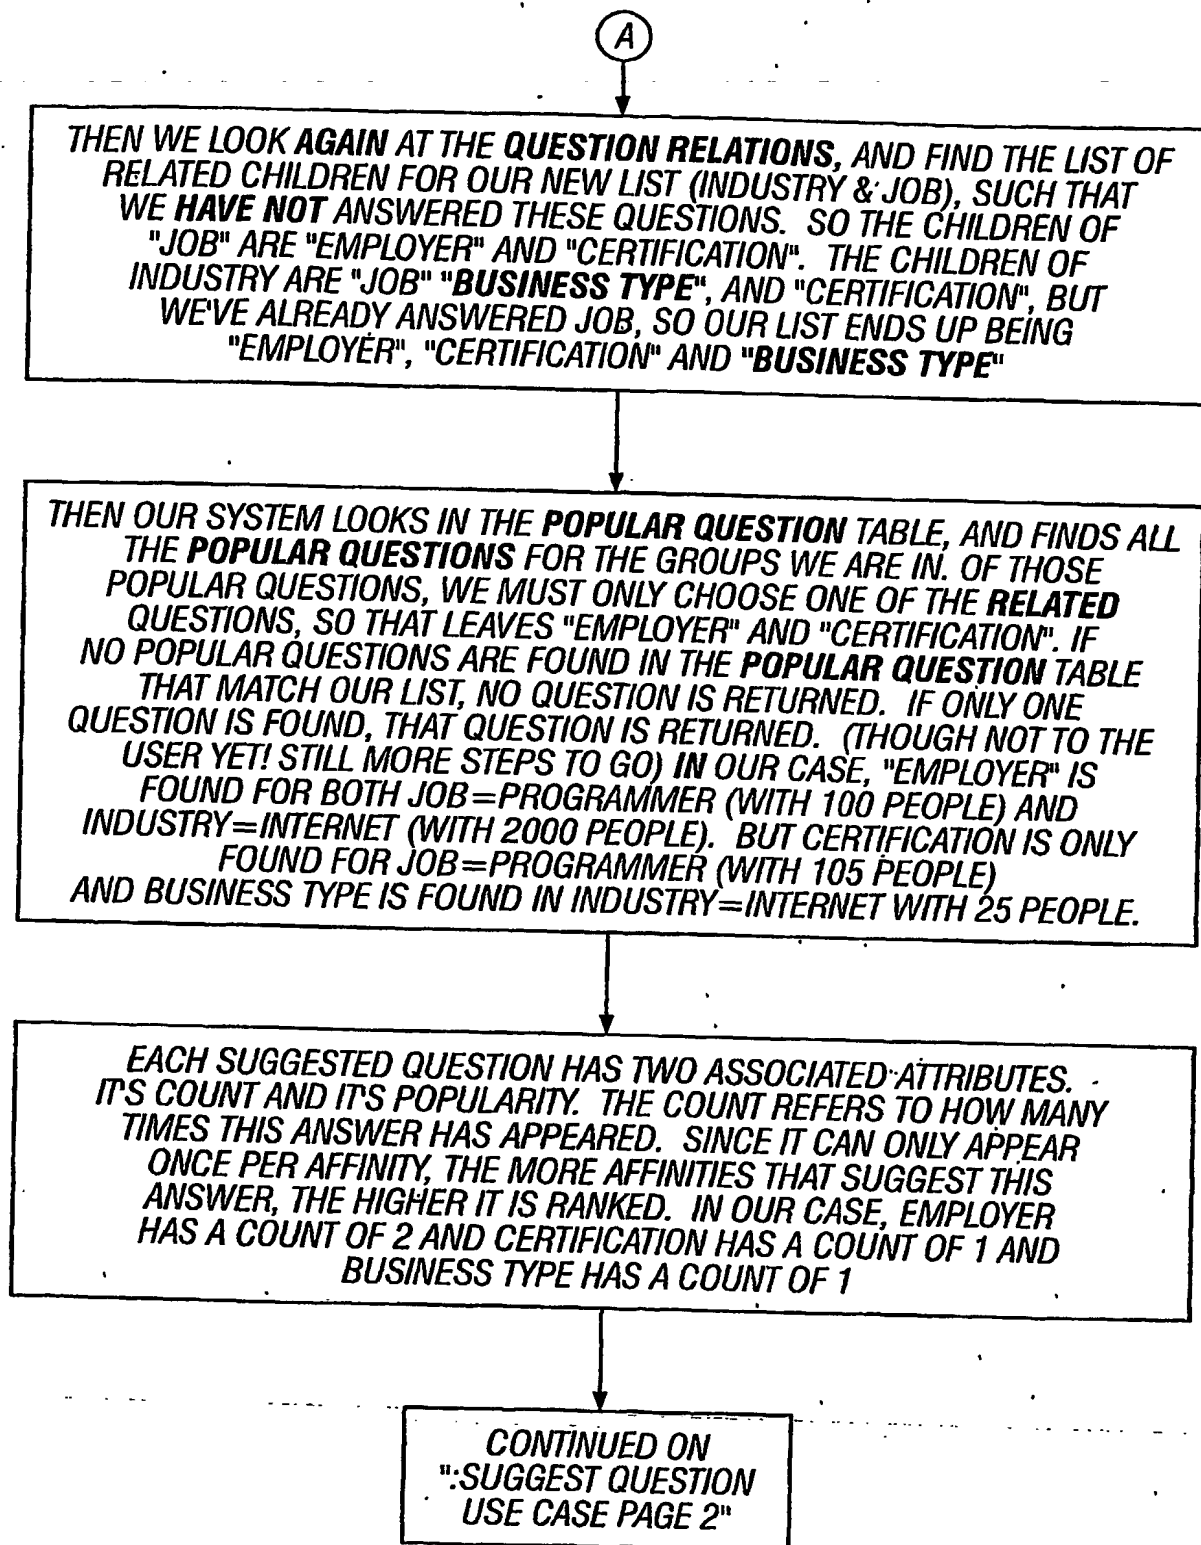 A
THEN WE LOOK AGAIN AT THE QUESTION RELATIONS, AND FIND THE LIST OF
RELATED CHILDREN FOR OUR NEW LIST (INDUSTRY & JOB), SUCH THAT
WE HAVE NOT ANSWERED THESE QUESTIONS. SO THE CHILDREN OF
"JOB" ARE "EMPLOYER" AND "CERTIFICATION". THE CHILDREN OF
INDUSTRY ARE "JOB" "BUSINESS TYPE", AND "CERTIFICATION", BUT
WE'VE ALREADY ANSWERED JOB, SO OUR LIST ENDS UP BEING
"EMPLOYER", "CERTIFICATION" AND "BUSINESS TYPE"
THEN OUR SYSTEM LOOKS IN THE POPULAR QUESTION TABLE, AND FINDS ALL
THE POPULAR QUESTIONS FOR THE GROUPS WE ARE IN. OF THOSE
POPULAR QUESTIONS, WE MUST ONLY CHOOSE ONE OF THE RELATED
QUESTIONS, SO THAT LEAVES "EMPLOYER" AND "CERTIFICATION". IF
NO POPULAR QUESTIONS ARE FOUND IN THE POPULAR QUESTION TABLE
THAT MATCH OUR LIST, NO QUESTION IS RETURNED. IF ONLY ONE
QUESTION IS FOUND, THAT QUESTION IS RETURNED. (THOUGH NOT TO THE
USER YET! STILL MORE STEPS TO GO) IN OUR CASE, "EMPLOYER" IS
FOUND FOR BOTH JOB=PROGRAMMER (WITH 100 PEOPLE) AND
INDUSTRY=INTERNET (WITH 2000 PEOPLE). BUT CERTIFICATION IS ONLY
FOUND FOR JOB=PROGRAMMER (WITH 105 PEOPLE)
AND BUSINESS TYPE IS FOUND IN INDUSTRY=INTERNET WITH 25 PEOPLE.
EACH SUGGESTED QUESTION HAS TWO ASSOCIATED ATTRIBUTES.
IT'S COUNT AND IT'S POPULARITY. THE COUNT REFERS TO HOW MANY
TIMES THIS ANSWER HAS APPEARED. SINCE IT CAN ONLY APPEAR
ONCE PER AFFINITY, THE MORE AFFINITIES THAT SUGGEST THIS
ANSWER, THE HIGHER IT IS RANKED. IN OUR CASE, EMPLOYER
HAS A COUNT OF 2 AND CERTIFICATION HAS A COUNT OF 1 AND
BUSINESS TYPE HAS A COUNT OF 1
CONTINUED ON
":SUGGEST QUESTION
USE CASE PAGE 2"